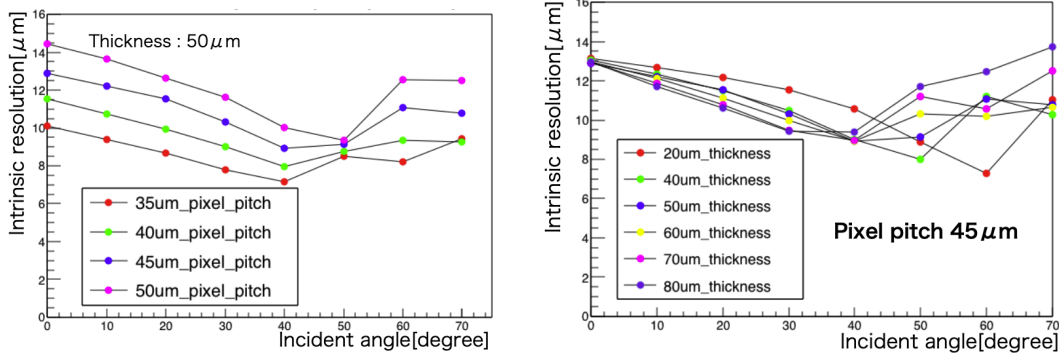 Intrinsic resolution[μm]
16
14
12
10
8
6
4
2
0
Thickness : 50μm
35um_pixel_pitch
40um_pixel_pitch
45um_pixel_pitch
50um_pixel_pitch
0 10 20 30 40 50 60 70
Incident angle[degree]
Intrinsic resolution[μm]
16
14
12
10
8
6
4
2
0
20um_thickness
40um_thickness
50um_thickness
60um_thickness
70um_thickness
80um_thickness
Pixel pitch 45μm
0 10 20 30 40 50 60 70
Incident angle[degree]